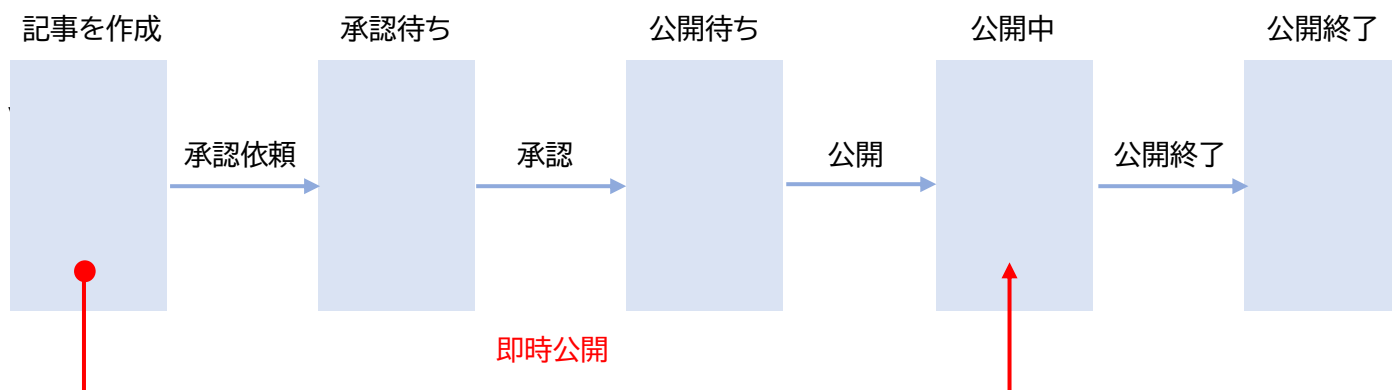 記事を作成
承認待ち
公開待ち
公開中
公開終了
承認依頼
承認
公開
公開終了
即時公開